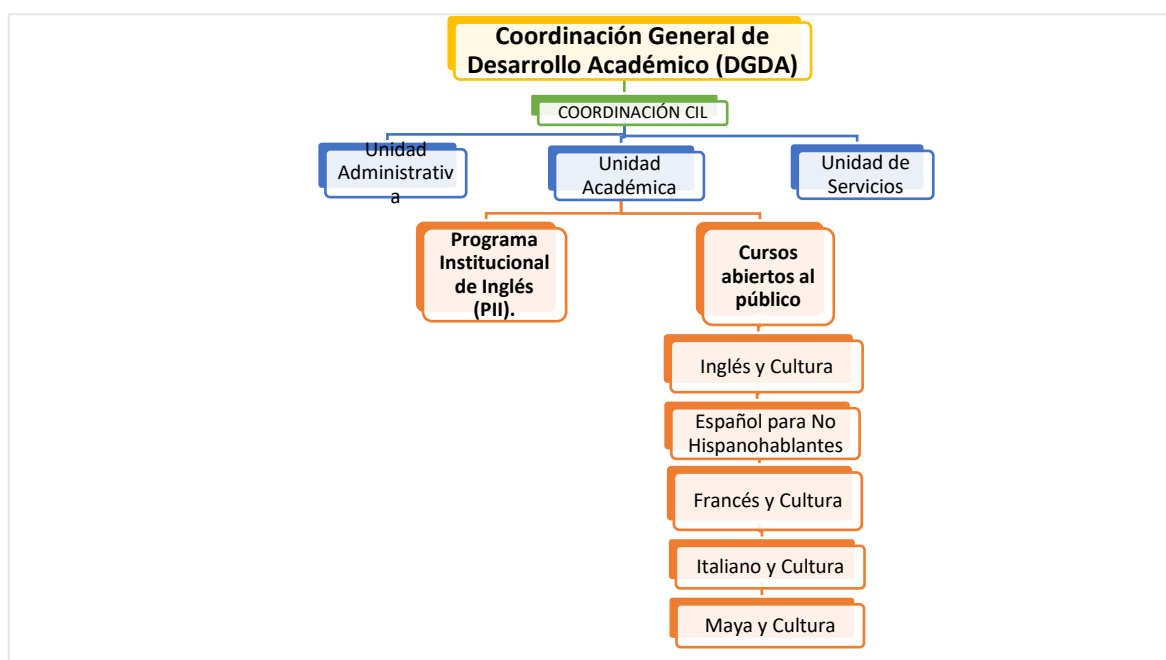 Coordinación General de
Desarrollo Académico (DGDA)
COORDINACIÓN CIL
Unidad
Administrativ
a
Unidad
Académica
Unidad de
Servicios
Programa
Institucional
de Inglés
(PII).
Cursos
abiertos al
público
Inglés y Cultura
Español para No
Hispanohablantes
Francés y Cultura
Italiano y Cultura
Maya y Cultura